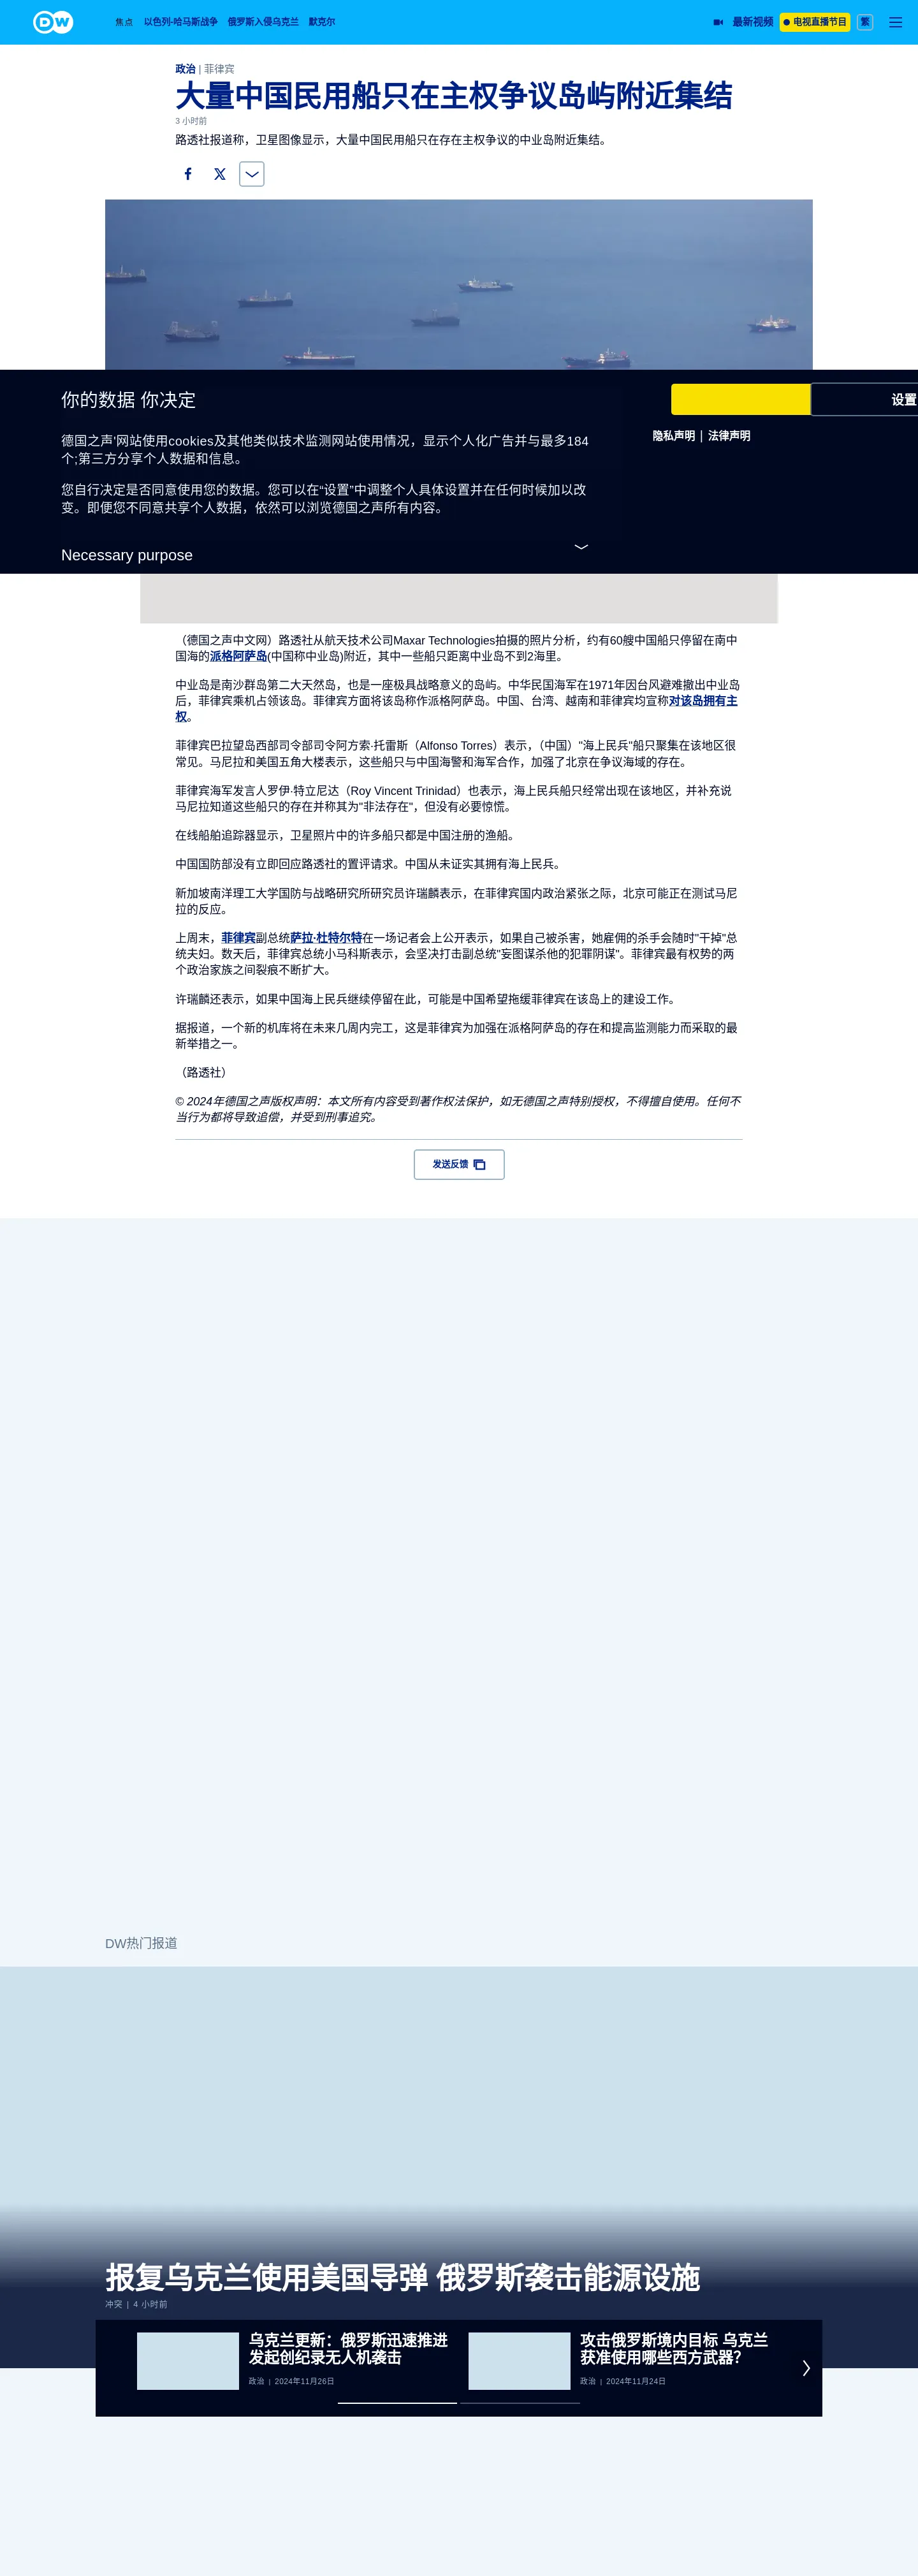 DW
焦点 以色列-哈马斯战争 俄罗斯入侵乌克兰 默克尔 最新视频 电视直播节目 繁
政治 | 菲律宾
大量中国民用船只在主权争议岛屿附近集结
3 小时前
路透社报道称，卫星图像显示，大量中国民用船只在存在主权争议的中业岛附近集结。
你的数据 你决定
设置
隐私声明 | 法律声明
德国之声'网站使用cookies及其他类似技术监测网站使用情况，显示个人化广告并与最多184
个;第三方分享个人数据和信息。
您自行决定是否同意使用您的数据。您可以在“设置”中调整个人具体设置并在任何时候加以改
变。即便您不同意共享个人数据，依然可以浏览德国之声所有内容。
Necessary purpose
（德国之声中文网）路透社从航天技术公司Maxar Technologies拍摄的照片分析，约有60艘中国船只停留在南中
国海的派格阿萨岛(中国称中业岛)附近，其中一些船只距离中业岛不到2海里。
中业岛是南沙群岛第二大天然岛，也是一座极具战略意义的岛屿。中华民国海军在1971年因台风避难撤出中业岛
后，菲律宾乘机占领该岛。菲律宾方面将该岛称作派格阿萨岛。中国、台湾、越南和菲律宾均宣称对该岛拥有主
权。
菲律宾巴拉望岛西部司令部司令阿方索·托雷斯（Alfonso Torres）表示，（中国）"海上民兵"船只聚集在该地区很
常见。马尼拉和美国五角大楼表示，这些船只与中国海警和海军合作，加强了北京在争议海域的存在。
菲律宾海军发言人罗伊·特立尼达（Roy Vincent Trinidad）也表示，海上民兵船只经常出现在该地区，并补充说
马尼拉知道这些船只的存在并称其为"非法存在"，但没有必要惊慌。
在线船舶追踪器显示，卫星照片中的许多船只都是中国注册的渔船。
中国国防部没有立即回应路透社的置评请求。中国从未证实其拥有海上民兵。
新加坡南洋理工大学国防与战略研究所研究员许瑞麟表示，在菲律宾国内政治紧张之际，北京可能正在测试马尼
拉的反应。
上周末，菲律宾副总统萨拉·杜特尔特在一场记者会上公开表示，如果自己被杀害，她雇佣的杀手会随时"干掉"总
统夫妇。数天后，菲律宾总统小马科斯表示，会坚决打击副总统"妄图谋杀他的犯罪阴谋"。菲律宾最有权势的两
个政治家族之间裂痕不断扩大。
许瑞麟还表示，如果中国海上民兵继续停留在此，可能是中国希望拖缓菲律宾在该岛上的建设工作。
据报道，一个新的机库将在未来几周内完工，这是菲律宾为加强在派格阿萨岛的存在和提高监测能力而采取的最
新举措之一。
（路透社）
© 2024年德国之声版权声明：本文所有内容受到著作权法保护，如无德国之声特别授权，不得擅自使用。任何不
当行为都将导致追偿，并受到刑事追究。
发送反馈
DW热门报道
报复乌克兰使用美国导弹 俄罗斯袭击能源设施
冲突 | 4 小时前
乌克兰更新：俄罗斯迅速推进
发起创纪录无人机袭击
政治 | 2024年11月26日
攻击俄罗斯境内目标 乌克兰
获准使用哪些西方武器？
政治 | 2024年11月24日